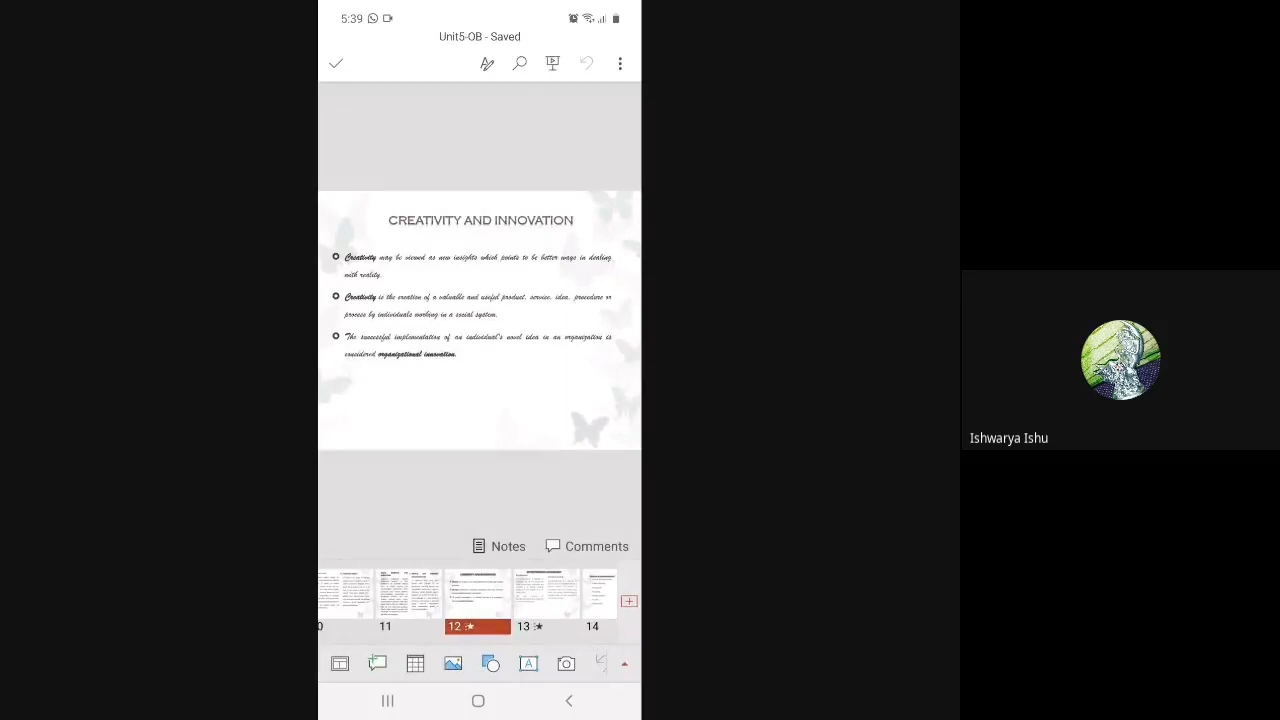 5:39
Unit5-OB - Saved
CREATIVITY AND INNOVATION
Creativity may be viewed as new insights which points to be better ways in dealing
with reality.
Creativity is the creation of a valuable and useful product, service, idea, procedure or
process by individuals working in a social system.
The successful implementation of an individual's novel idea in an organization is
considered organizational innovation.
Ishwarya Ishu
Notes Comments
0 11 12 13 14
A